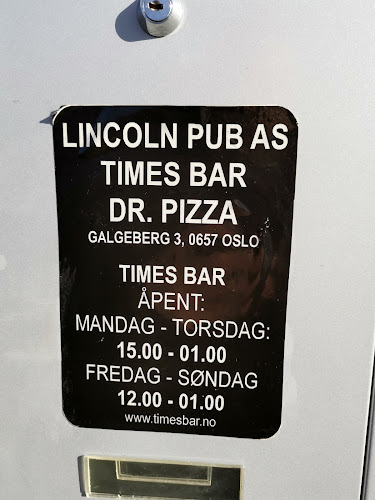 LINCOLN PUB AS
TIMES BAR
DR. PIZZA
GALGEBERG 3, 0657 OSLO
TIMES BAR
ÅPENT:
MANDAG - TORSDAG:
15.00 - 01.00
FREDAG - SØNDAG
12.00 - 01.00
www.timesbar.no